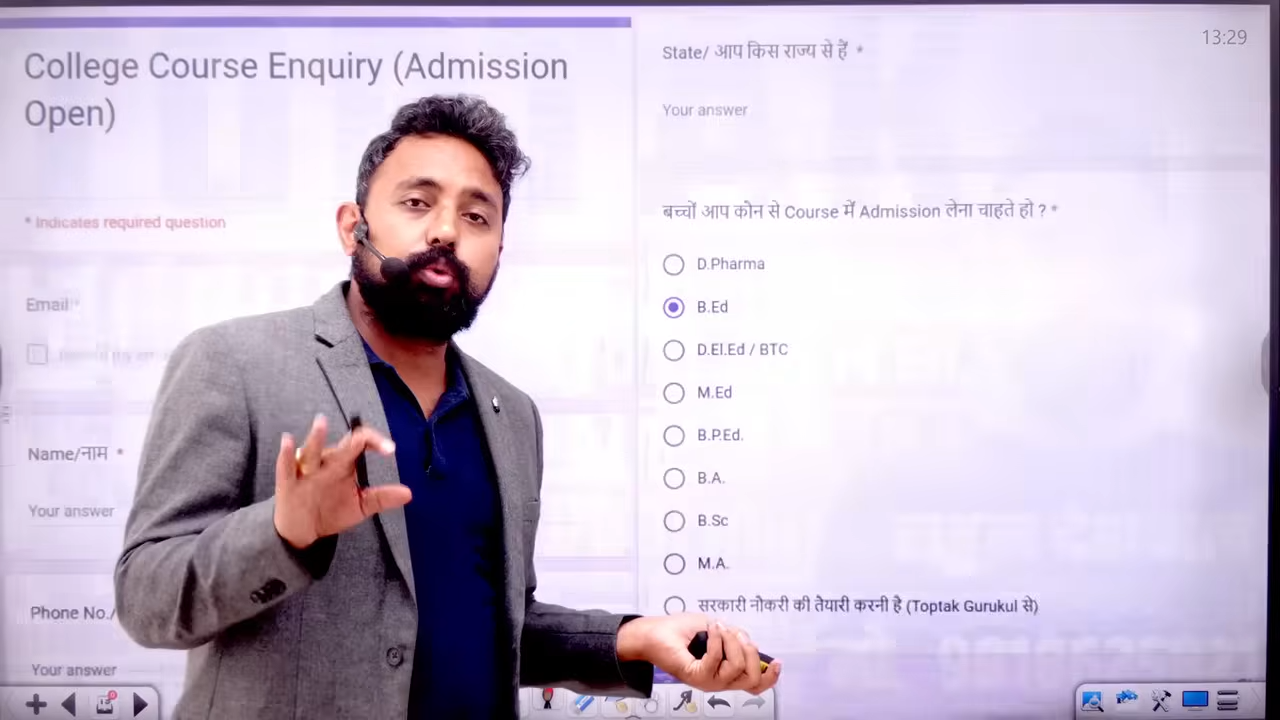 College Course Enquiry (Admission
Open)
* Indicates required question
Email *
Name/नाम *
Your answer
Phone No./
Your answer
13:29
State/ आप किस राज्य से हैं *
Your answer
बच्चों आप कौन से Course में Admission लेना चाहते हो ? *
D.Pharma
B.Ed
D.El.Ed / BTC
M.Ed
B.P.Ed.
B.A.
B.Sc
M.A.
सरकारी नौकरी की तैयारी करनी है (Toptak Gurukul से)